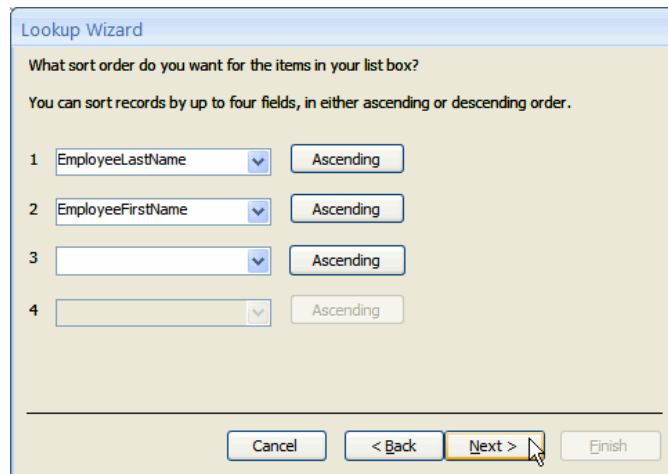 Lookup Wizard
What sort order do you want for the items in your list box?
You can sort records by up to four fields, in either ascending or descending order.
1 EmployeeLastName Ascending
2 EmployeeFirstName Ascending
3 Ascending
4 Ascending
Cancel < Back Next > Finish